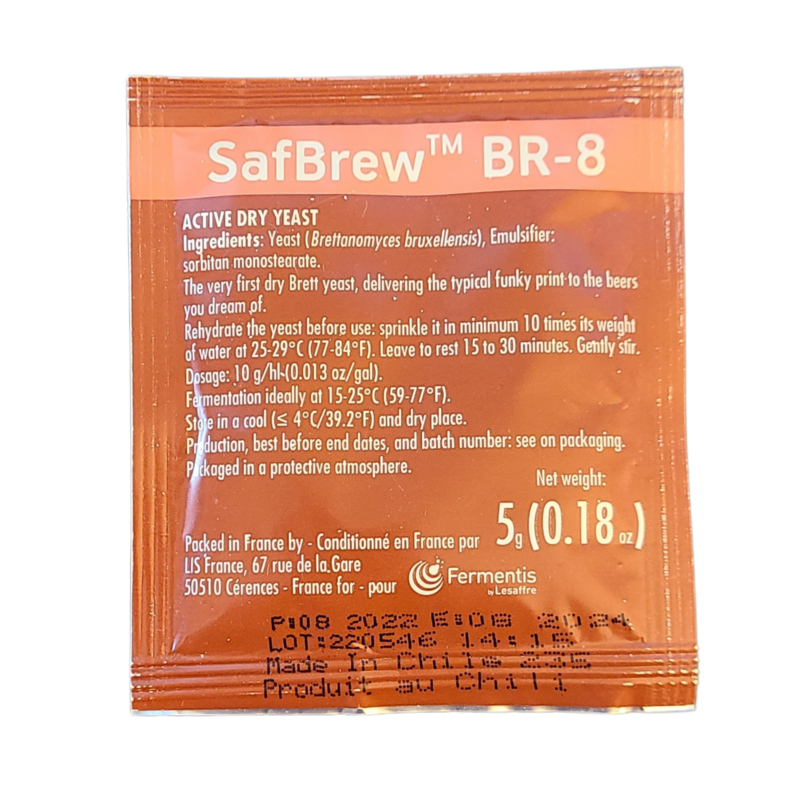 SafBrew™ BR-8
ACTIVE DRY YEAST
Ingredients: Yeast (Brettanomyces bruxellensis), Emulsifier:
sorbitan monostearate.
The very first dry Brett yeast, delivering the typical funky print to the beers
you dream of.
Rehydrate the yeast before use: sprinkle it in minimum 10 times its weight
of water at 25-29°C (77-84°F). Leave to rest 15 to 30 minutes. Gently stir.
Dosage: 10 g/hl (0.013 oz/gal).
Fermentation ideally at 15-25°C (59-77°F).
Store in a cool (≤ 4°C/39.2°F) and dry place.
Production, best before end dates, and batch number: see on packaging.
Packaged in a protective atmosphere.
Net weight:
5g (0.18 oz)
Packed in France by - Conditionné en France par
LIS France, 67 rue de la Gare
50510 Cérences - France for - pour
Fermentis
by Lesaffre
P:08 2022 E:08 2024
LOT:220546 14:15
Made In Chile 235
Produit au Chili